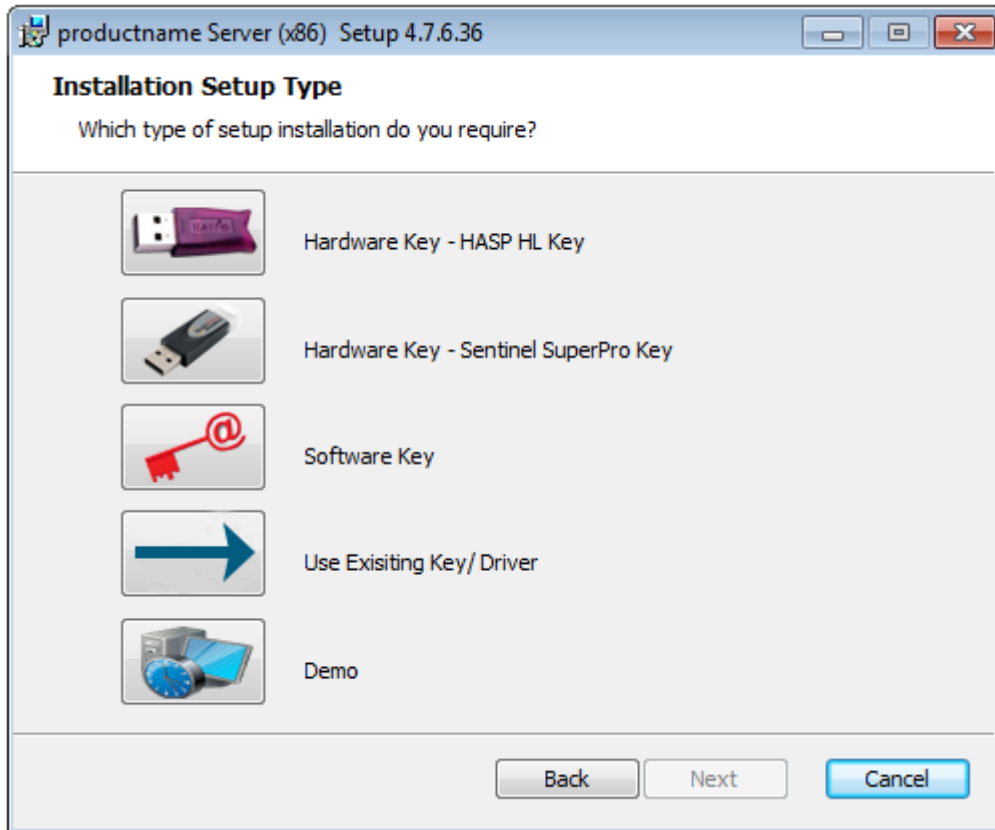 productname Server (x86) Setup 4.7.6.36
Installation Setup Type
Which type of setup installation do you require?
Hardware Key - HASP HL Key
Hardware Key - Sentinel SuperPro Key
Software Key
Use Exisiting Key/ Driver
Demo
Back Next Cancel